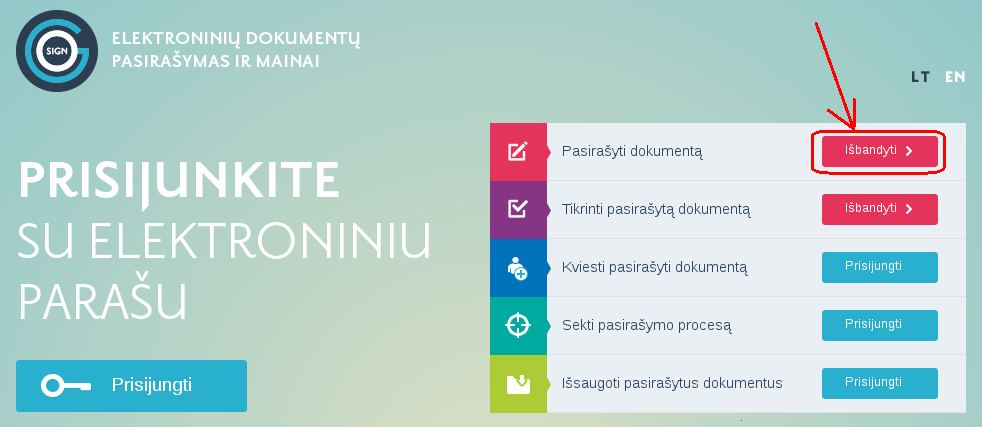 SIGN
ELEKTRONINIŲ DOKUMENTŲ
PASIRAŠYMAS IR MAINAI
LT EN
PRISIJUNKITE
SU ELEKTRONINIU
PARAŠU
Prisijungti
Pasirašyti dokumentą Išbandyti
Tikrinti pasirašytą dokumentą Išbandyti
Kviesti pasirašyti dokumentą Prisijungti
Sekti pasirašymo procesą Prisijungti
Išsaugoti pasirašytus dokumentus Prisijungti